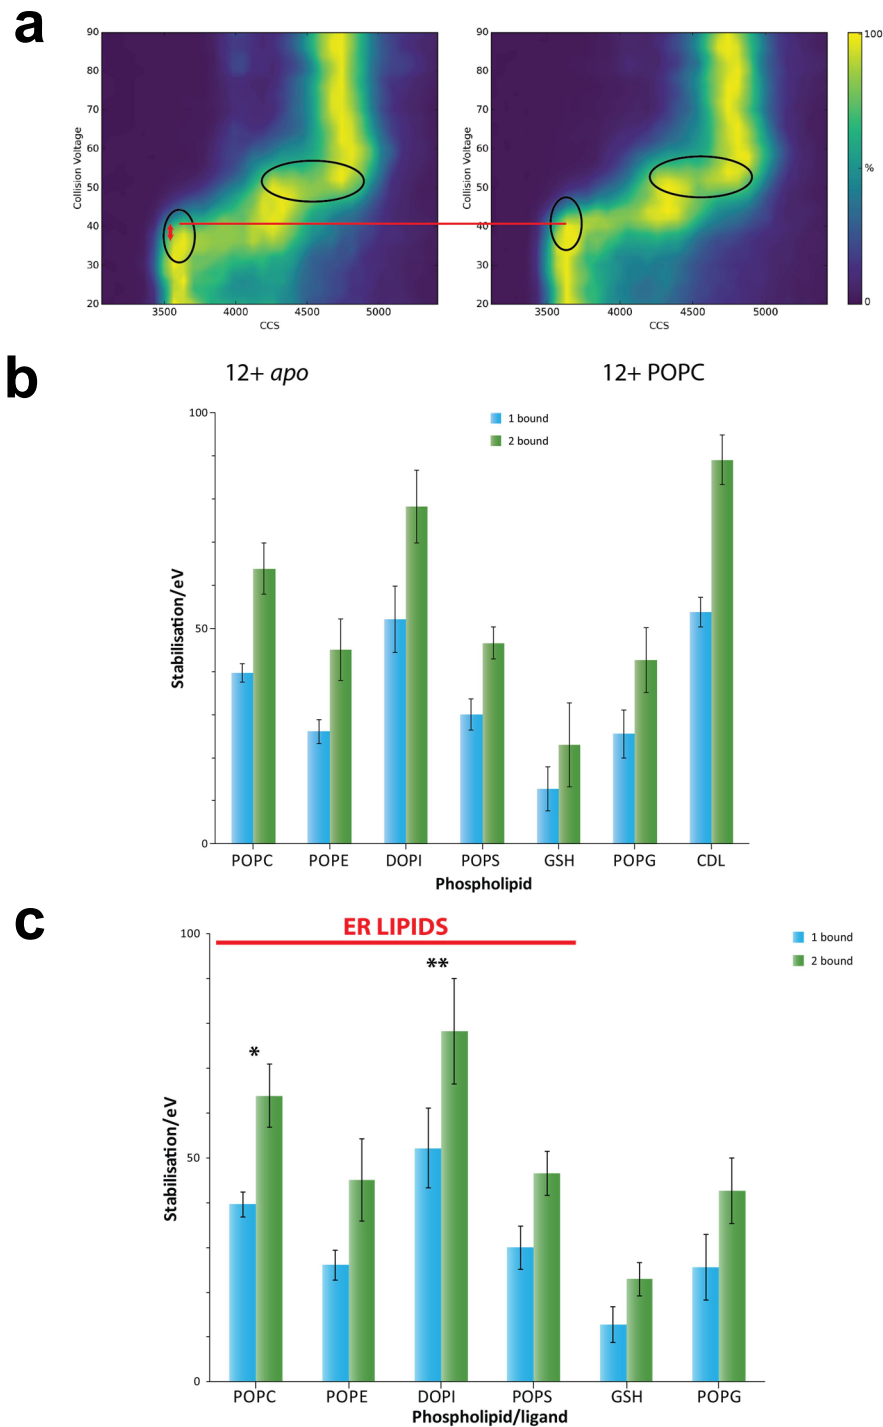 a
90
80
70
60
50
40
30
20
Collision Voltage
3500
4000
4500
5000
CCS
90
80
70
60
50
40
30
20
Collision Voltage
3500
4000
4500
5000
CCS
100
%
0
12+ apo
12+ POPC
b
100
50
0
Stabilisation/eV
1 bound
2 bound
POPC
POPE
DOPI
POPS
GSH
POPG
CDL
Phospholipid
c
ER LIPIDS
100
50
0
Stabilisation/eV
*
**
1 bound
2 bound
POPC
POPE
DOPI
POPS
GSH
POPG
Phospholipid/ligand